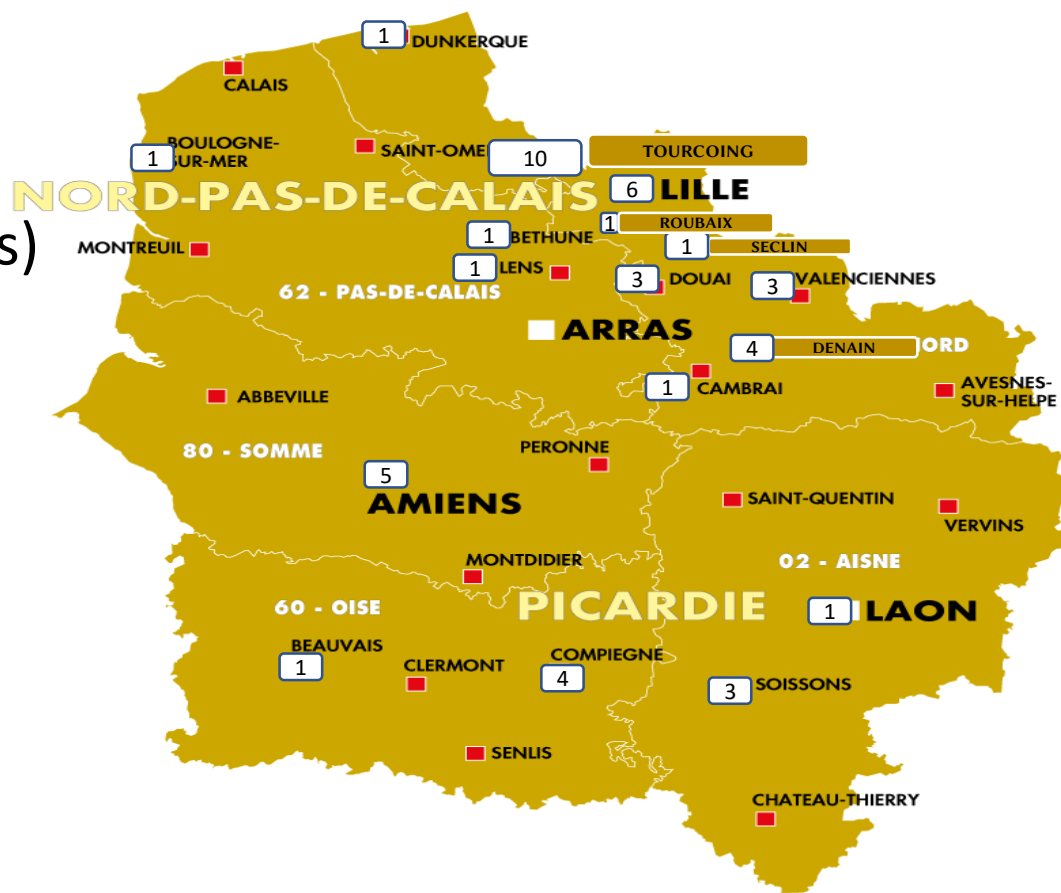 1
DUNKERQUE
CALAIS
BOULOGNE-
1 SUR-MER
SAINT-OME
10
TOURCOING
6 LILLE
NORD-PAS-DE-CALAIS
1 ROUBAIX
s)
MONTREUIL
1 BETHUNE
1 SECLIN
1 LENS
3 DOUAI
3 VALENCIENNES
62 - PAS-DE-CALAIS
ARRAS
4 DENAIN
ORD
1 CAMBRAI
AVESNES-
SUR-HELPE
ABBEVILLE
80 - SOMME
PERONNE
5
AMIENS
SAINT-QUENTIN
VERVINS
MONTDIDIER
02 - AISNE
60 - OISE
PICARDIE
1 LAON
BEAUVAIS
1
CLERMONT
COMPIEGNE
4
3 SOISSONS
SENLIS
CHATEAU-THIERRY